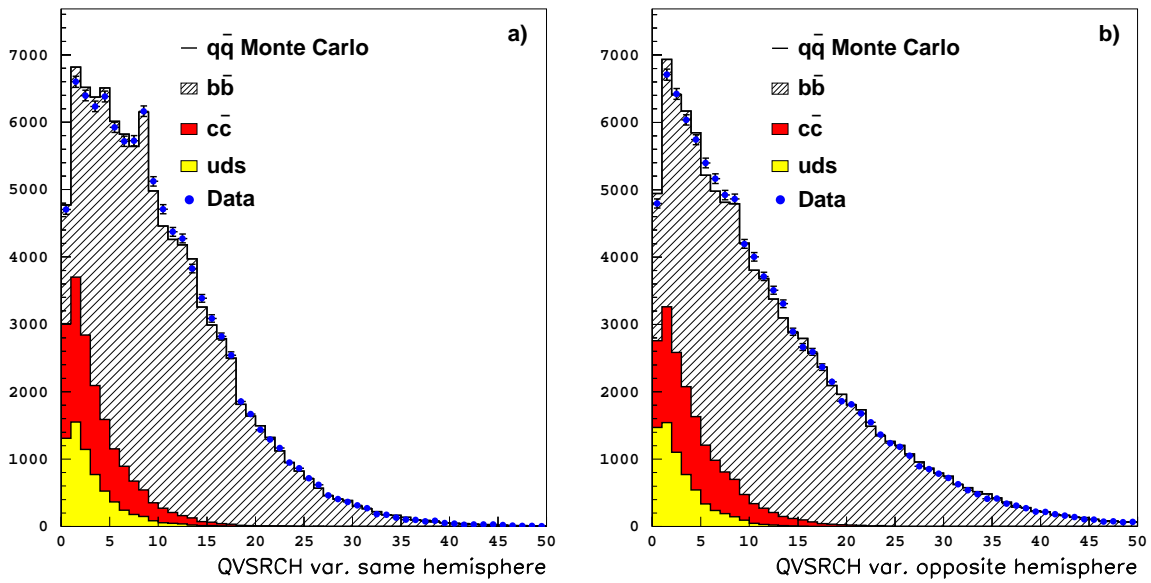 a)
— qq̄ Monte Carlo
bb̄
cc̄
uds
Data
7000
6000
5000
4000
3000
2000
1000
0
0 5 10 15 20 25 30 35 40 45 50
QVSRCH var. same hemisphere
b)
— qq̄ Monte Carlo
bb̄
cc̄
uds
Data
7000
6000
5000
4000
3000
2000
1000
0
0 5 10 15 20 25 30 35 40 45 50
QVSRCH var. opposite hemisphere